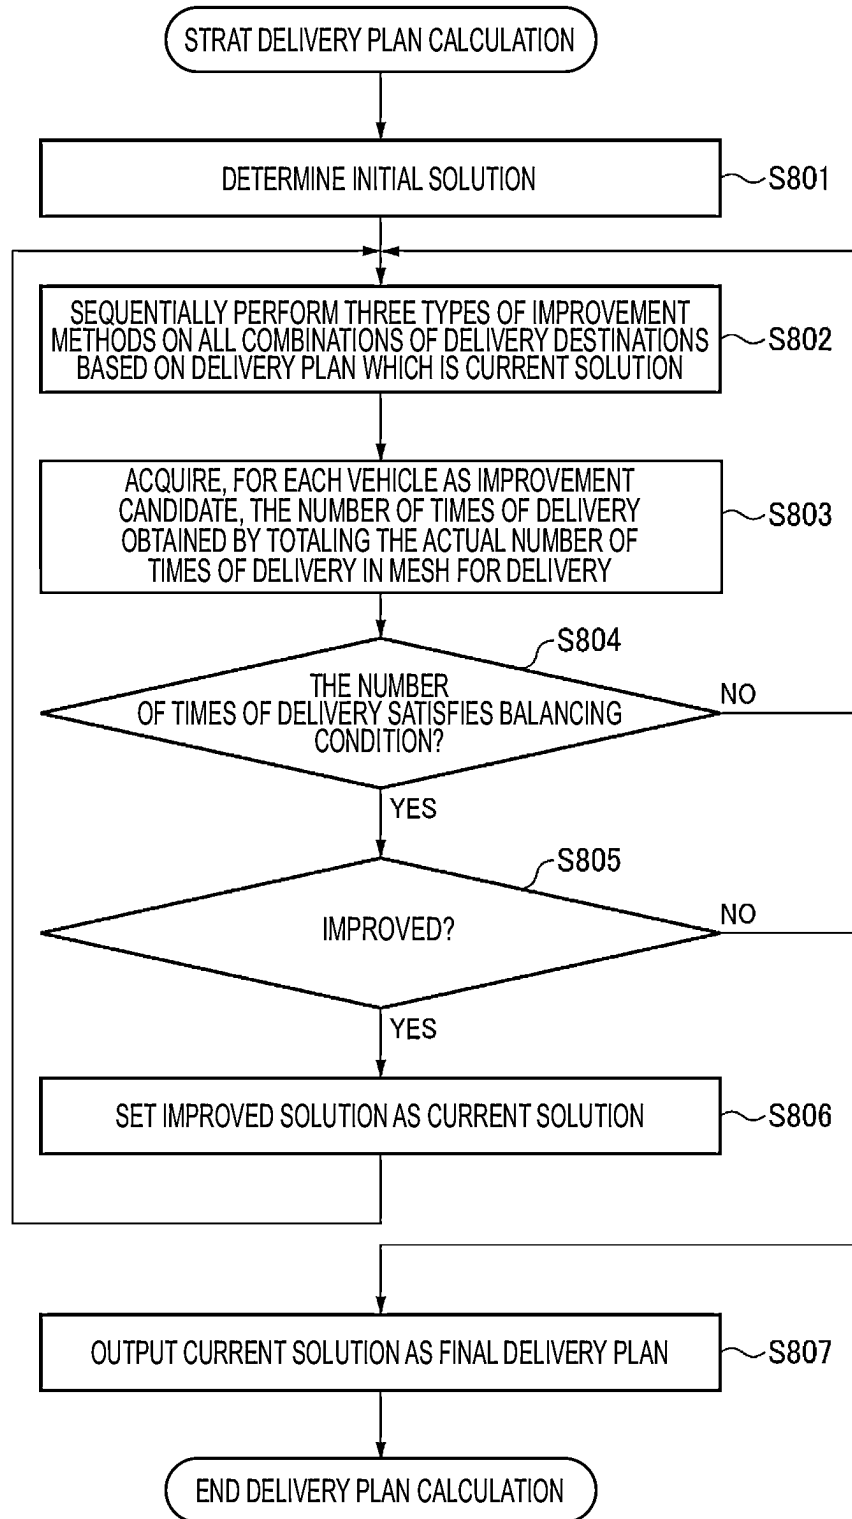 STRAT DELIVERY PLAN CALCULATION
DETERMINE INITIAL SOLUTION
S801
SEQUENTIALLY PERFORM THREE TYPES OF IMPROVEMENT
METHODS ON ALL COMBINATIONS OF DELIVERY DESTINATIONS
BASED ON DELIVERY PLAN WHICH IS CURRENT SOLUTION
S802
ACQUIRE, FOR EACH VEHICLE AS IMPROVEMENT
CANDIDATE, THE NUMBER OF TIMES OF DELIVERY
OBTAINED BY TOTALING THE ACTUAL NUMBER OF
TIMES OF DELIVERY IN MESH FOR DELIVERY
S803
S804
THE NUMBER
OF TIMES OF DELIVERY SATISFIES BALANCING
CONDITION?
NO
YES
S805
IMPROVED?
NO
YES
SET IMPROVED SOLUTION AS CURRENT SOLUTION
S806
OUTPUT CURRENT SOLUTION AS FINAL DELIVERY PLAN
S807
END DELIVERY PLAN CALCULATION